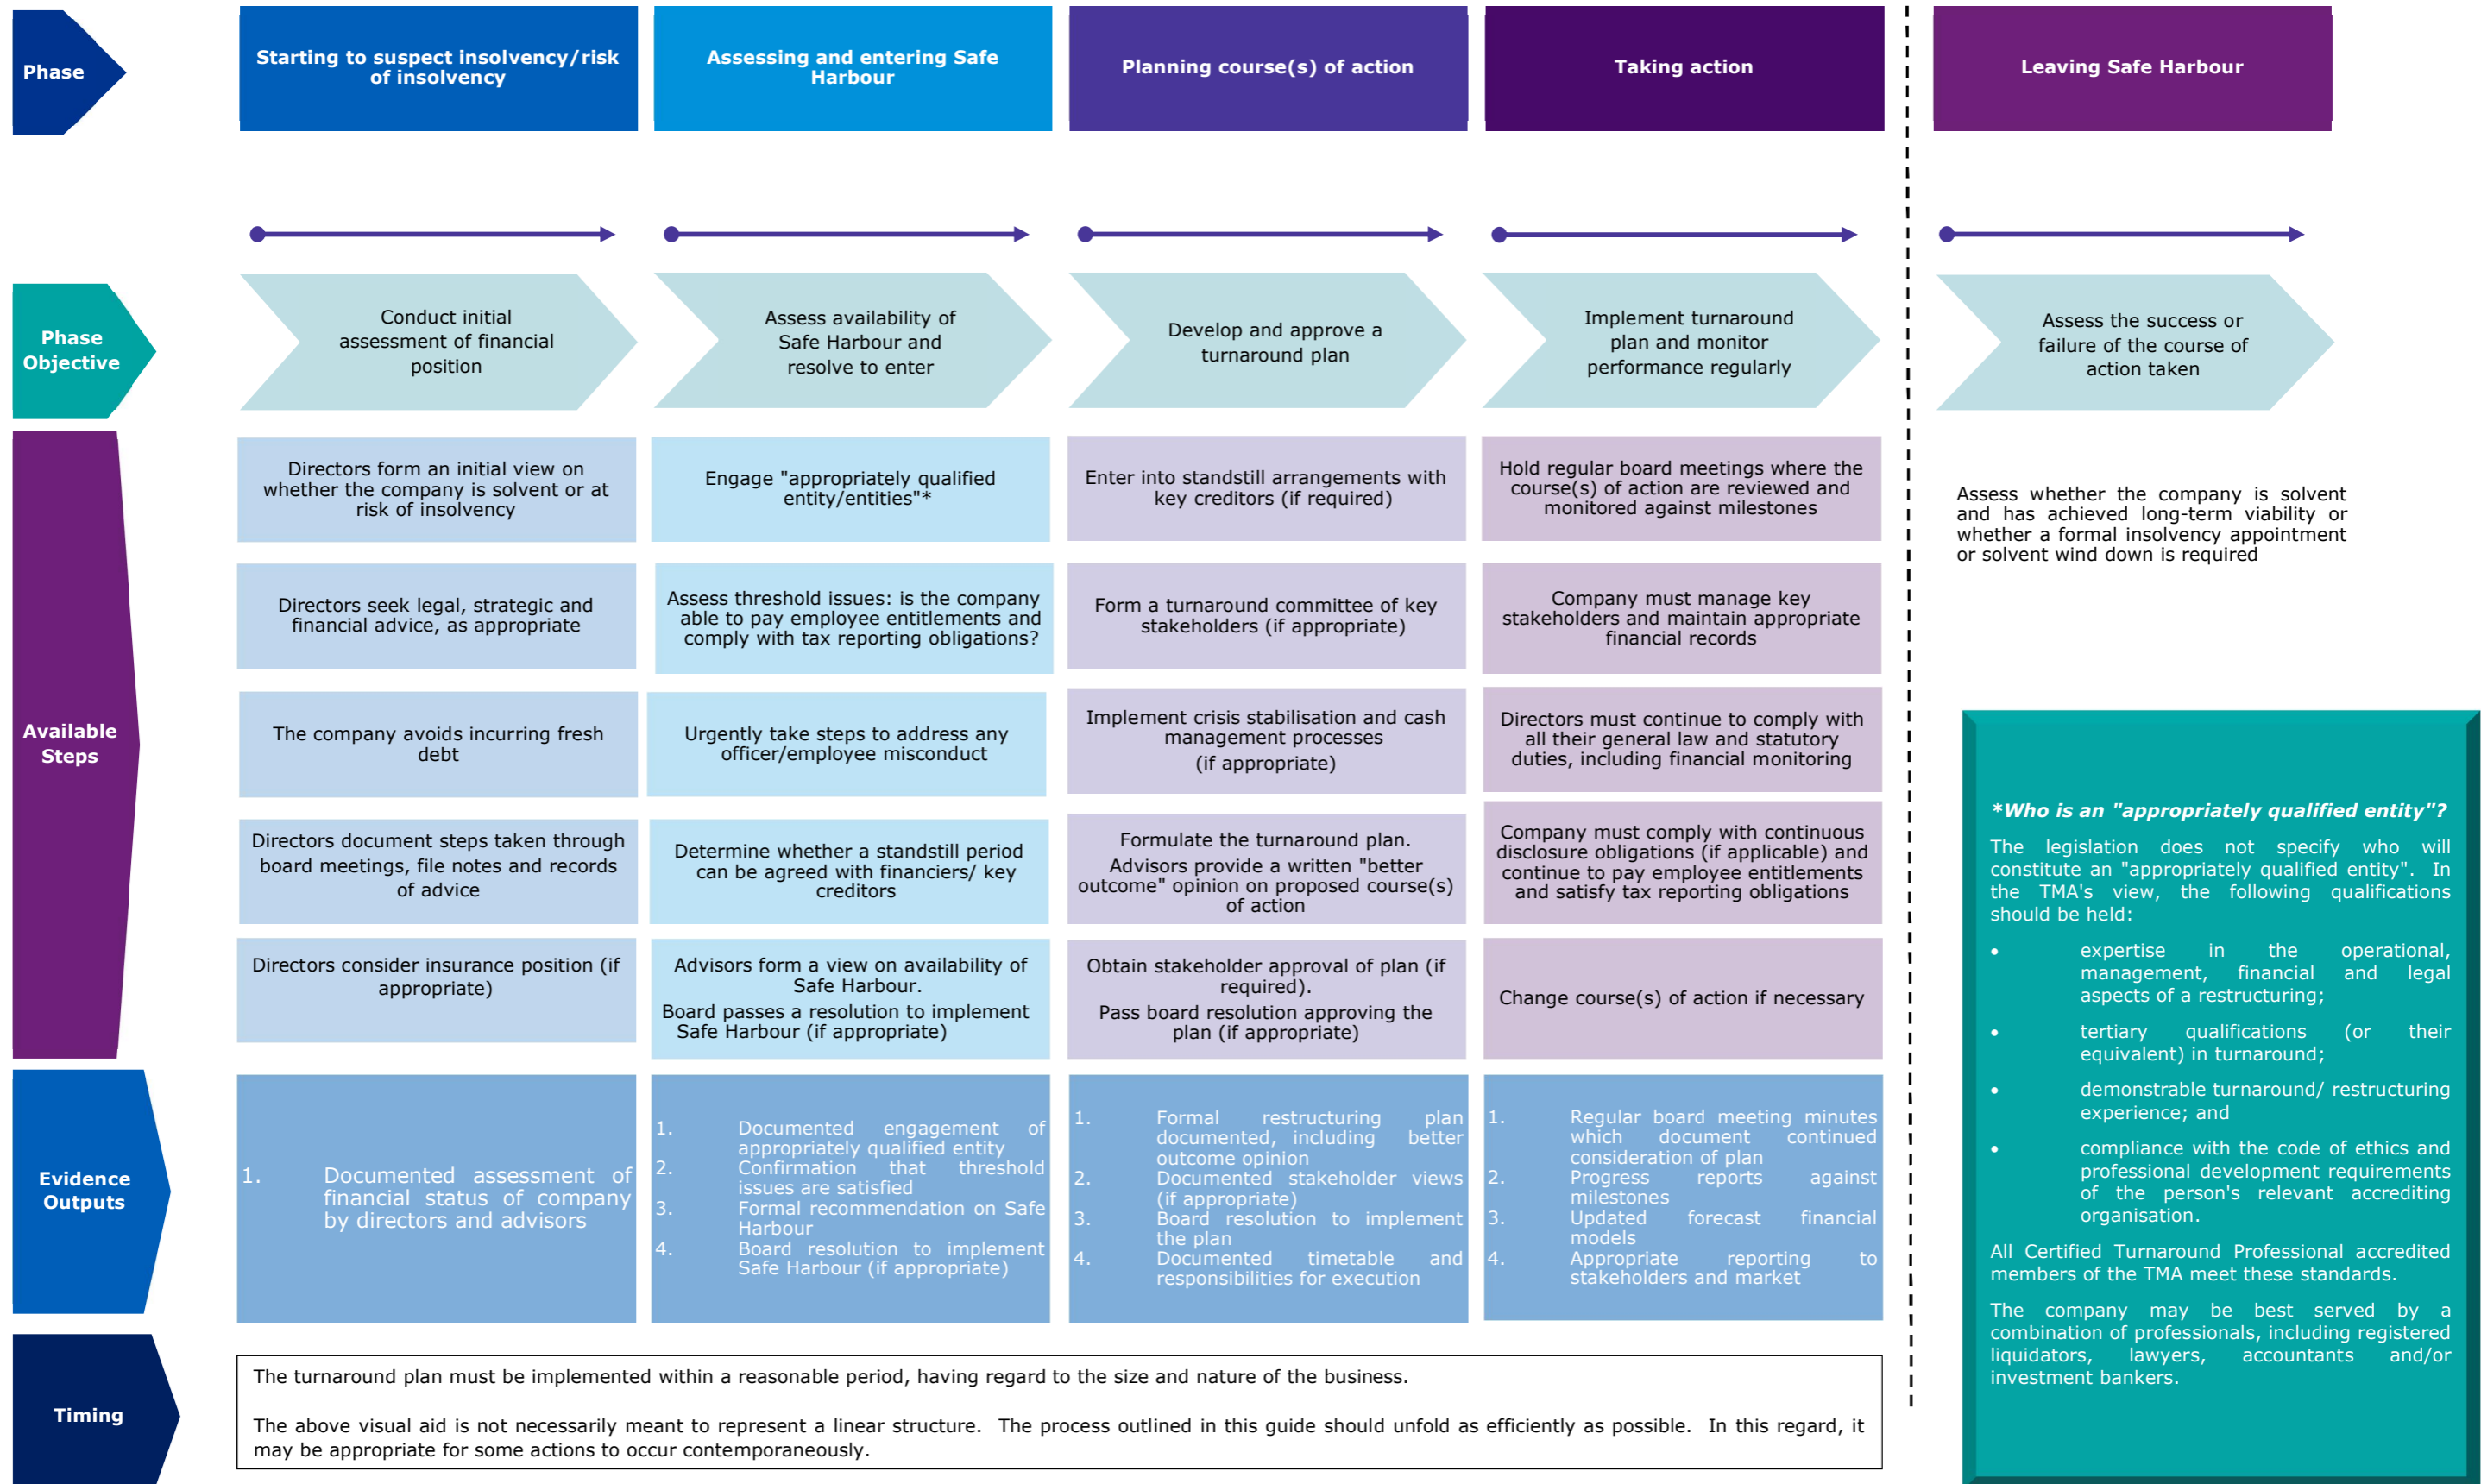 Phase
Starting to suspect insolvency/risk
of insolvency
Assessing and entering Safe
Harbour
Planning course(s) of action
Taking action
Leaving Safe Harbour
Phase
Objective
Conduct initial
assessment of financial
position
Assess availability of
Safe Harbour and
resolve to enter
Develop and approve a
turnaround plan
Implement turnaround
plan and monitor
performance regularly
Assess the success or
failure of the course of
action taken
Available
Steps
Directors form an initial view on
whether the company is solvent or at
risk of insolvency
Directors seek legal, strategic and
financial advice, as appropriate
The company avoids incurring fresh
debt
Directors document steps taken through
board meetings, file notes and records
of advice
Directors consider insurance position (if
appropriate)
Engage "appropriately qualified
entity/entities"*
Assess threshold issues: is the company
able to pay employee entitlements and
comply with tax reporting obligations?
Urgently take steps to address any
officer/employee misconduct
Determine whether a standstill period
can be agreed with financiers/ key
creditors
Advisors form a view on availability of
Safe Harbour.
Board passes a resolution to implement
Safe Harbour (if appropriate)
Enter into standstill arrangements with
key creditors (if required)
Form a turnaround committee of key
stakeholders (if appropriate)
Implement crisis stabilisation and cash
management processes
(if appropriate)
Formulate the turnaround plan.
Advisors provide a written "better
outcome" opinion on proposed course(s)
of action
Obtain stakeholder approval of plan (if
required).
Pass board resolution approving the
plan (if appropriate)
Hold regular board meetings where the
course(s) of action are reviewed and
monitored against milestones
Company must manage key
stakeholders and maintain appropriate
financial records
Directors must continue to comply with
all their general law and statutory
duties, including financial monitoring
Company must comply with continuous
disclosure obligations (if applicable) and
continue to pay employee entitlements
and satisfy tax reporting obligations
Change course(s) of action if necessary
Assess whether the company is solvent
and has achieved long-term viability or
whether a formal insolvency appointment
or solvent wind down is required
Evidence
Outputs
1. Documented assessment of
financial status of company
by directors and advisors
1. Documented engagement of
appropriately qualified entity
2. Confirmation that threshold
issues are satisfied
3. Formal recommendation on Safe
Harbour
4. Board resolution to implement
Safe Harbour (if appropriate)
1. Formal restructuring plan
documented, including better
outcome opinion
2. Documented stakeholder views
(if appropriate)
3. Board resolution to implement
the plan
4. Documented timetable and
responsibilities for execution
1. Regular board meeting minutes
which document continued
consideration of plan
2. Progress reports against
milestones
3. Updated forecast financial
models
4. Appropriate reporting to
stakeholders and market
Timing
The turnaround plan must be implemented within a reasonable period, having regard to the size and nature of the business.
The above visual aid is not necessarily meant to represent a linear structure. The process outlined in this guide should unfold as efficiently as possible. In this regard, it
may be appropriate for some actions to occur contemporaneously.
*Who is an "appropriately qualified entity"?
The legislation does not specify who will
constitute an "appropriately qualified entity". In
the TMA's view, the following qualifications
should be held:
• expertise in the operational,
management, financial and legal
aspects of a restructuring;
• tertiary qualifications (or their
equivalent) in turnaround;
• demonstrable turnaround/ restructuring
experience; and
• compliance with the code of ethics and
professional development requirements
of the person's relevant accrediting
organisation.
All Certified Turnaround Professional accredited
members of the TMA meet these standards.
The company may be best served by a
combination of professionals, including registered
liquidators, lawyers, accountants and/or
investment bankers.